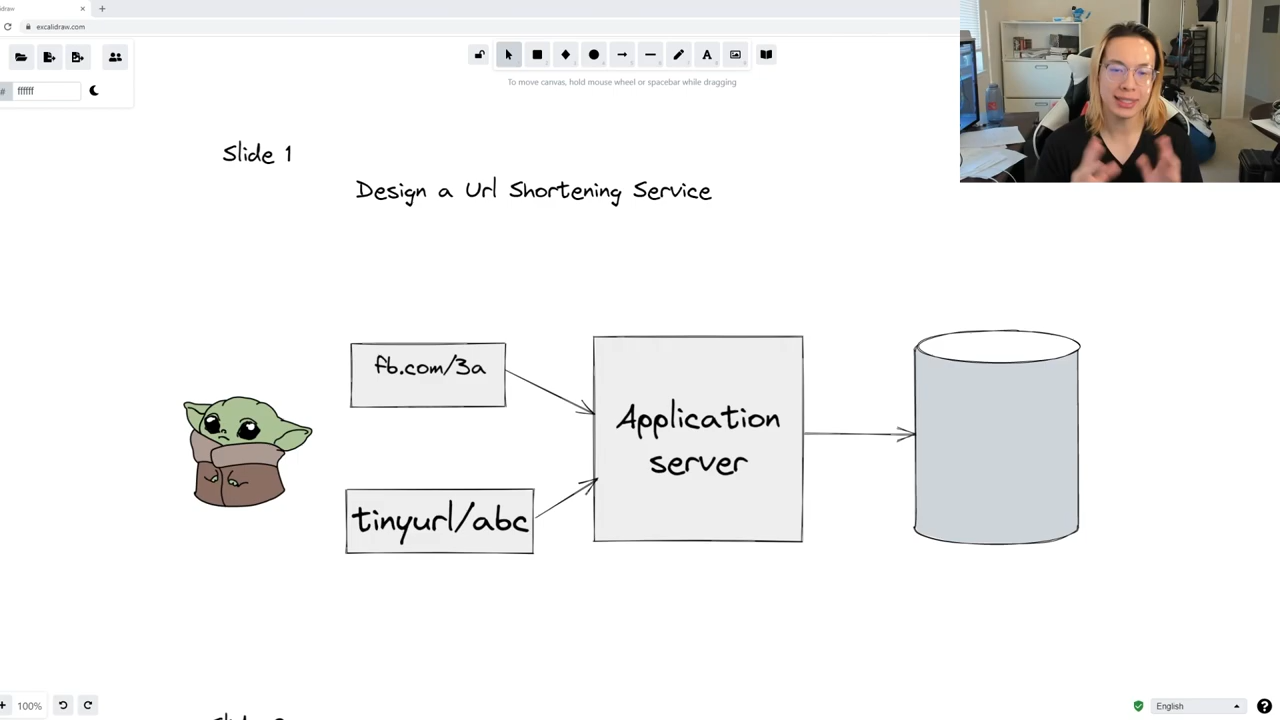 excalidraw.com
# ffffff
A
To move canvas, hold mouse wheel or spacebar while dragging
Slide 1
Design a Url Shortening Service
fb.com/3a
Application
server
tinyurl/abc
100%
English